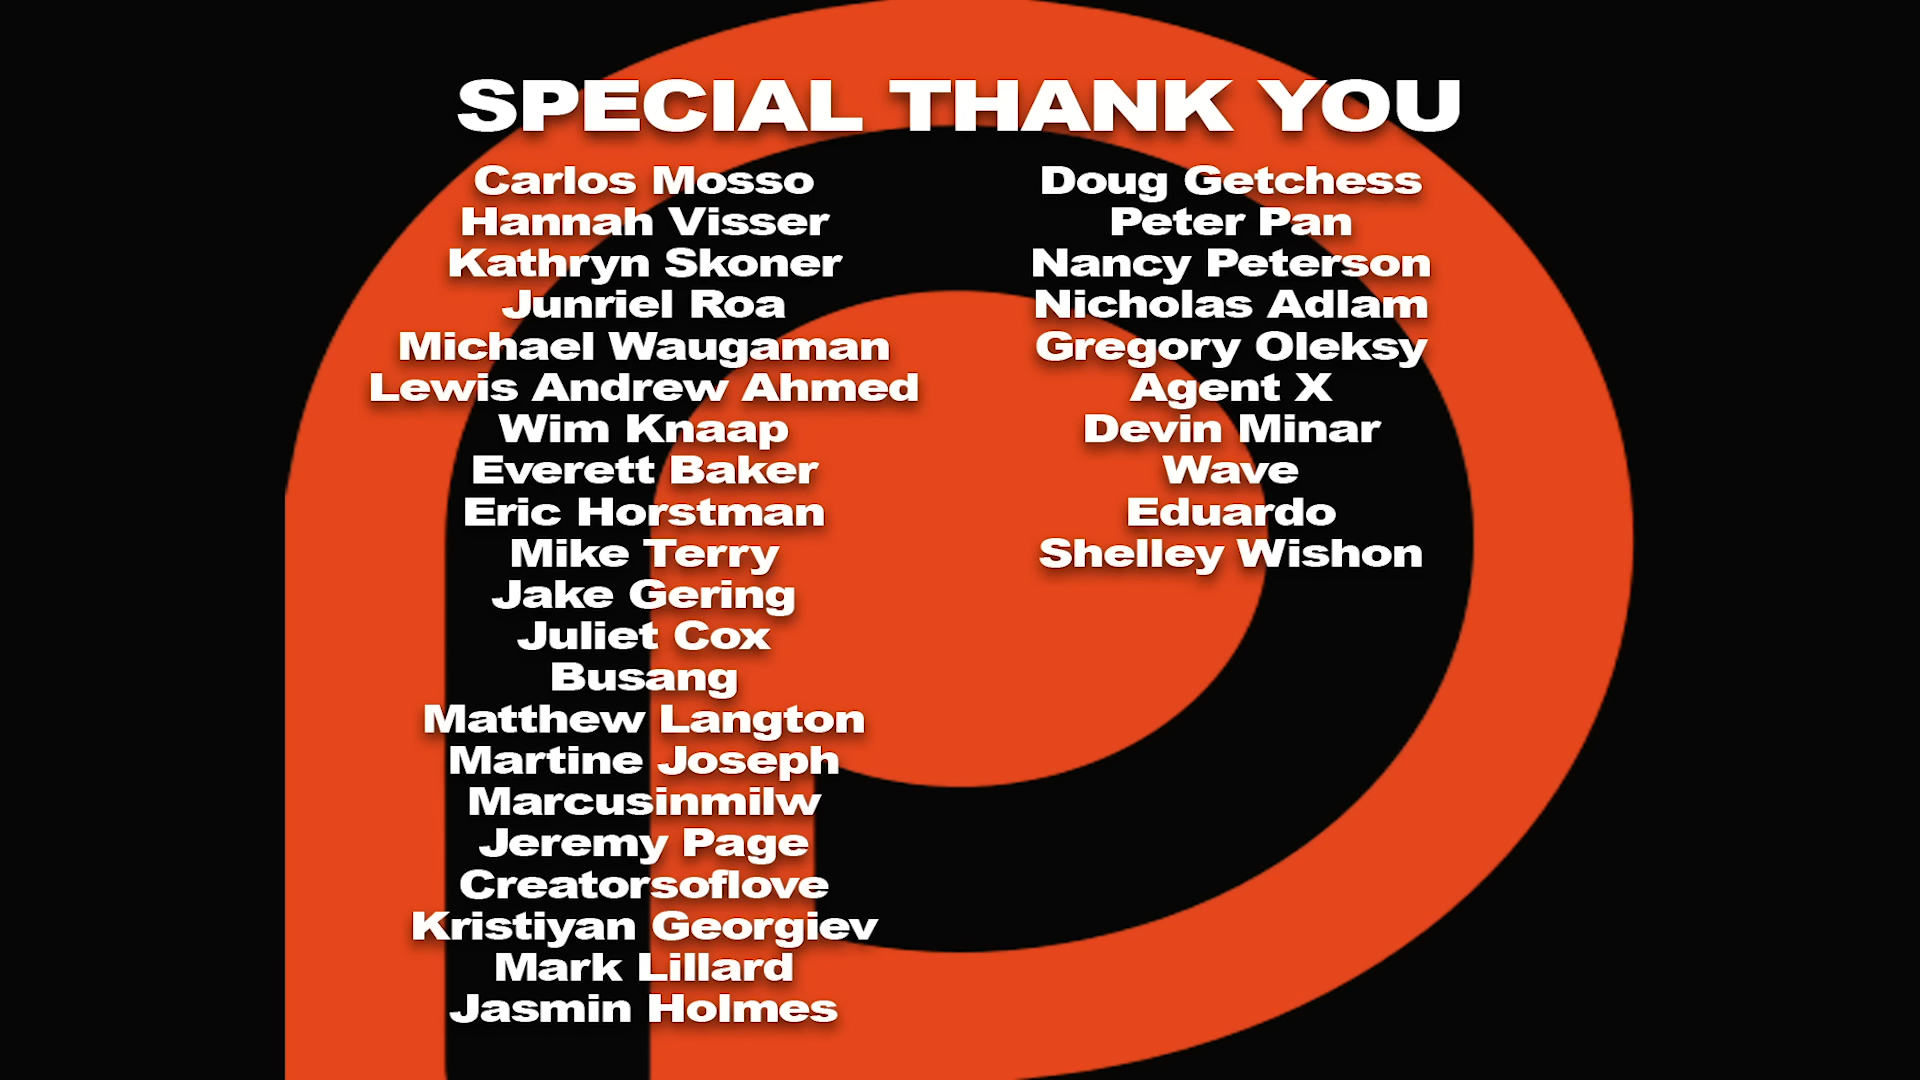 SPECIAL THANK YOU
Carlos Mosso
Hannah Visser
Kathryn Skoner
Junriel Roa
Michael Waugaman
Lewis Andrew Ahmed
Wim Knaap
Everett Baker
Eric Horstman
Mike Terry
Jake Gering
Juliet Cox
Busang
Matthew Langton
Martine Joseph
Marcusinmilw
Jeremy Page
Creatorsoflove
Kristiyan Georgiev
Mark Lillard
Jasmin Holmes
Doug Getchess
Peter Pan
Nancy Peterson
Nicholas Adlam
Gregory Oleksy
Agent X
Devin Minar
Wave
Eduardo
Shelley Wishon